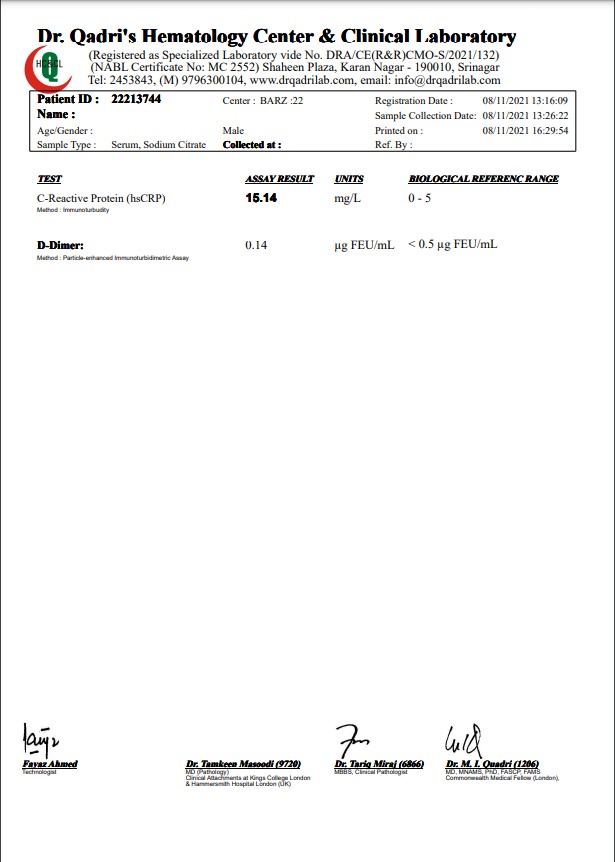 Dr. Qadri's Hematology Center & Clinical Laboratory
HC&CL
Q
(Registered as Specialized Laboratory vide No. DRA/CE(R&R)CMO-S/2021/132)
(NABL Certificate No: MC 2552) Shaheen Plaza, Karan Nagar - 190010, Srinagar
Tel: 2453843, (M) 9796300104, www.drqadrilab.com, email: info@drqadrilab.com
Patient ID : 22213744 Center : BARZ :22 Registration Date : 08/11/2021 13:16:09
Name : Sample Collection Date: 08/11/2021 13:26:22
Age/Gender : Male Printed on : 08/11/2021 16:29:54
Sample Type : Serum, Sodium Citrate Collected at : Ref. By :
TEST ASSAY RESULT UNITS BIOLOGICAL REFERENC RANGE
C-Reactive Protein (hsCRP) 15.14 mg/L 0 - 5
Method : Immunoturbudity
D-Dimer: 0.14 µg FEU/mL < 0.5 µg FEU/mL
Method : Particle-enhanced Immunoturbidimetric Assay
Fayaz Ahmed Dr. Tamkeen Masoodi (9720) Dr. Tariq Miraj (6866) Dr. M. I. Quadri (1206)
Technologist MD (Pathology) MBBS, Clinical Pathologist MD, MNAMS, PhD, FASCP, FAMS
Clinical Attachments at Kings College London Commonwealth Medical Fellow (London),
& Hammersmith Hospital London (UK)